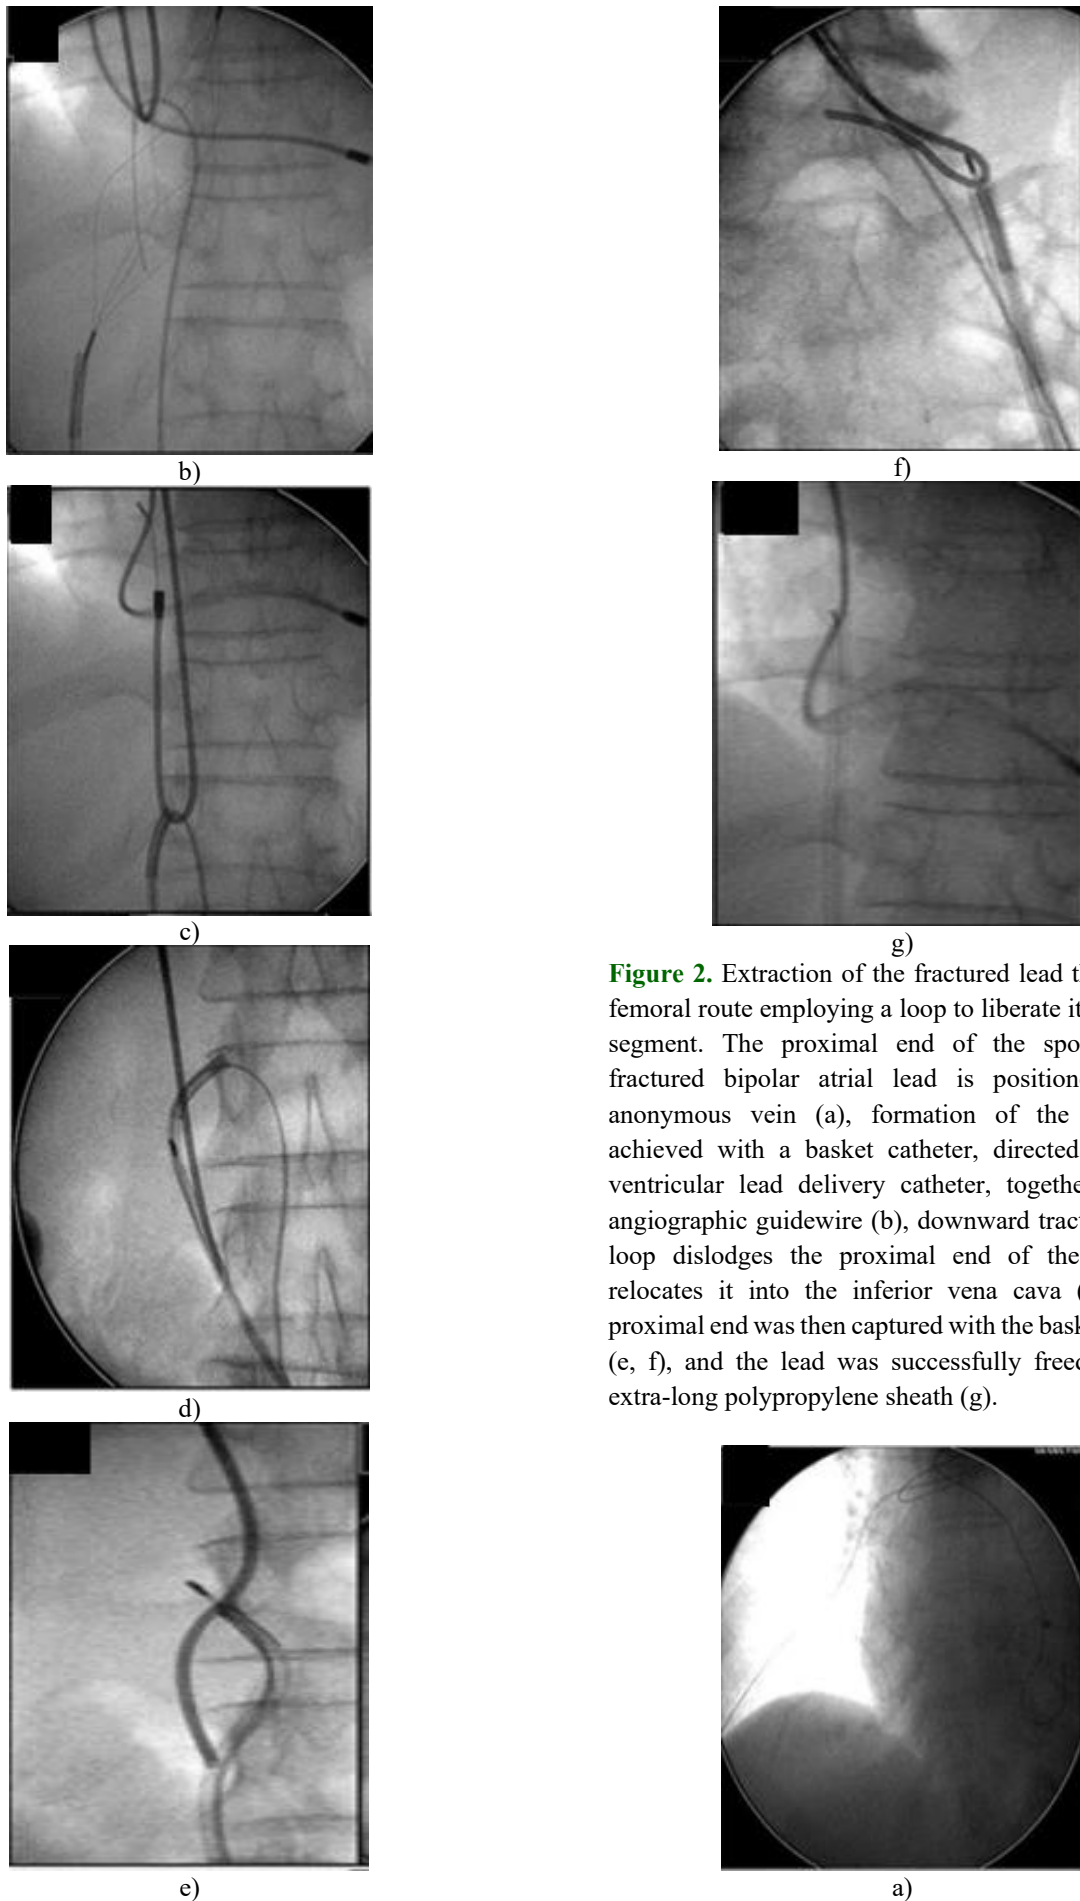 b)
c)
d)
e)
f)
g)
Figure 2. Extraction of the fractured lead th
femoral route employing a loop to liberate it
segment. The proximal end of the spo
fractured bipolar atrial lead is position
anonymous vein (a), formation of the
achieved with a basket catheter, directed
ventricular lead delivery catheter, togethe
angiographic guidewire (b), downward tract
loop dislodges the proximal end of the
relocates it into the inferior vena cava (
proximal end was then captured with the bask
(e, f), and the lead was successfully freed
extra-long polypropylene sheath (g).
a)